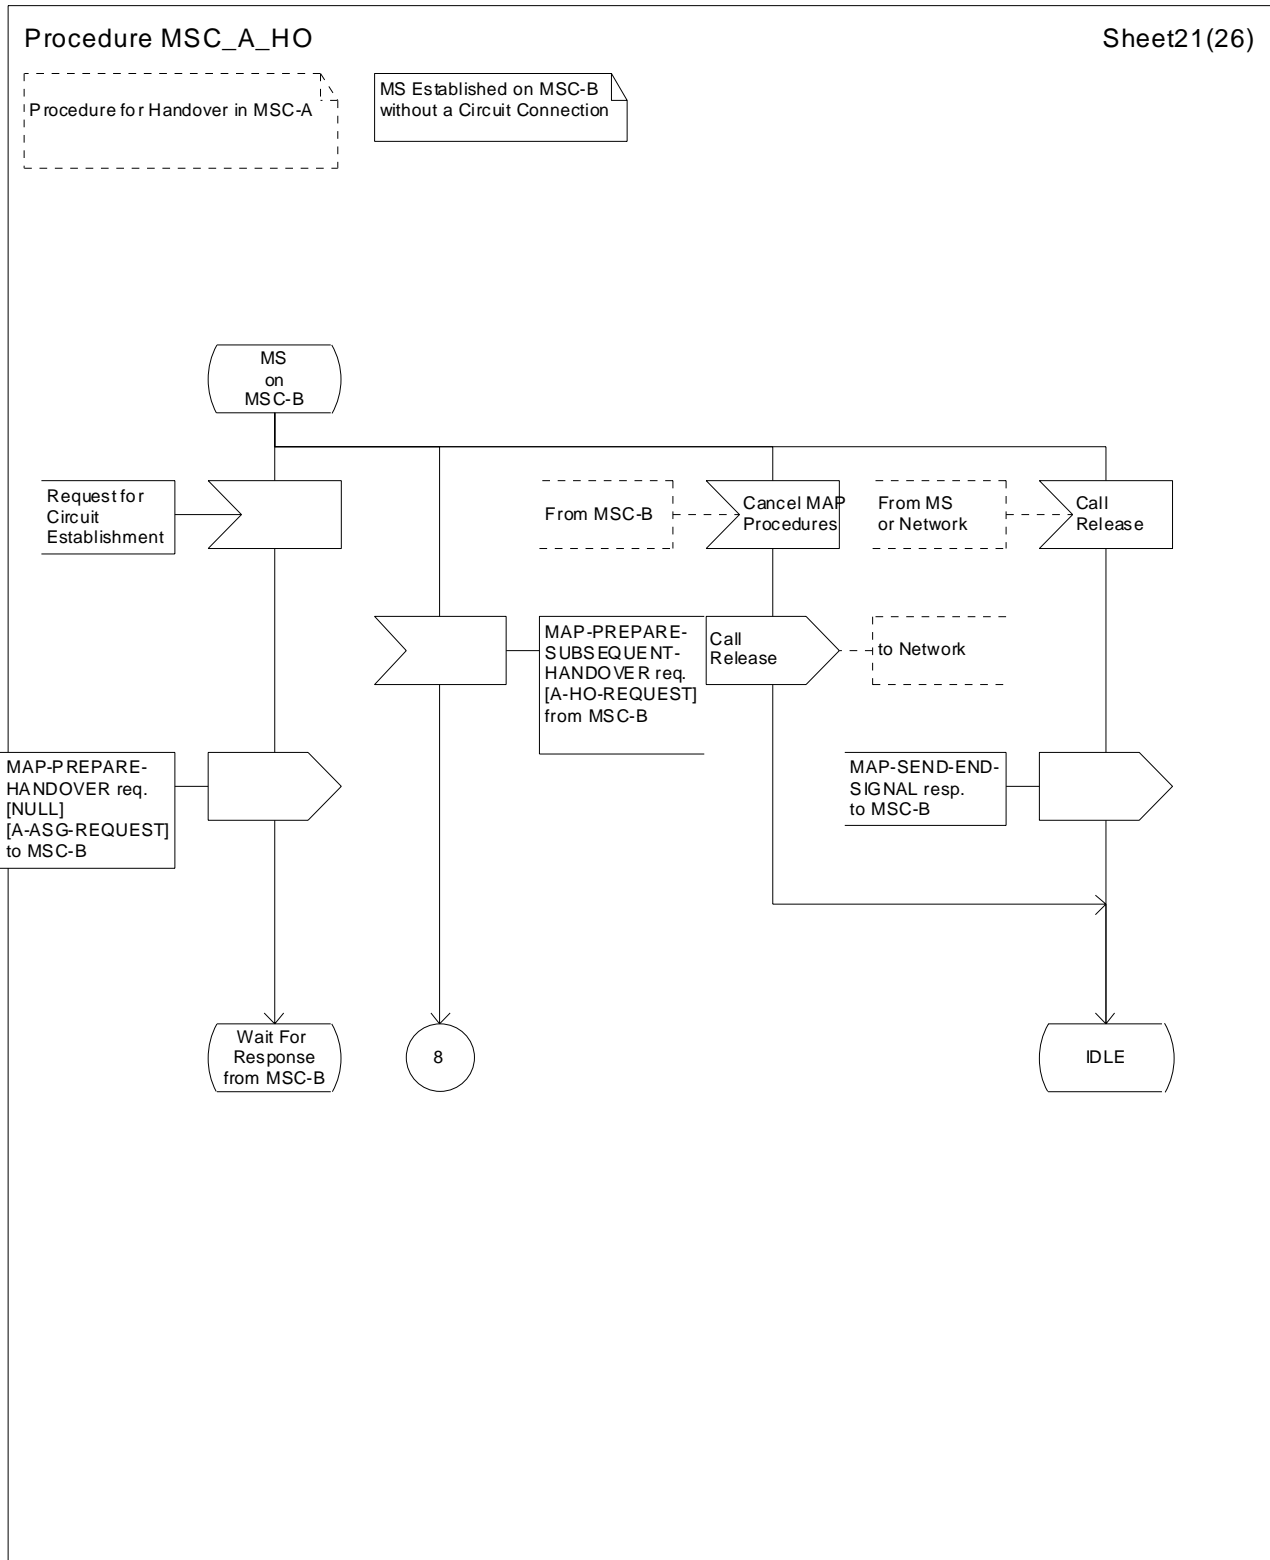 Procedure MSC_A_HO
Sheet21(26)
Procedure for Handover in MSC-A
MS Established on MSC-B
without a Circuit Connection
MS
on
MSC-B
Request for
Circuit
Establishment
From MSC-B
Cancel MAP
Procedures
From MS
or Network
Call
Release
MAP-PREPARE-
SUBSEQUENT-
HANDOVER req.
[A-HO-REQUEST]
from MSC-B
Call
Release
to Network
MAP-PREPARE-
HANDOVER req.
[NULL]
[A-ASG-REQUEST]
to MSC-B
MAP-SEND-END-
SIGNAL resp.
to MSC-B
Wait For
Response
from MSC-B
8
IDLE